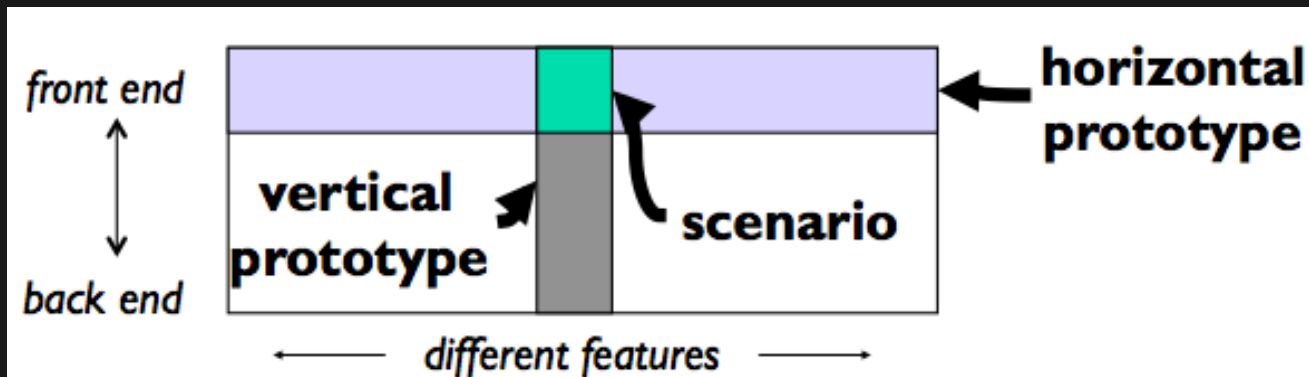 front end
horizontal
prototype
vertical
prototype
scenario
back end
different features